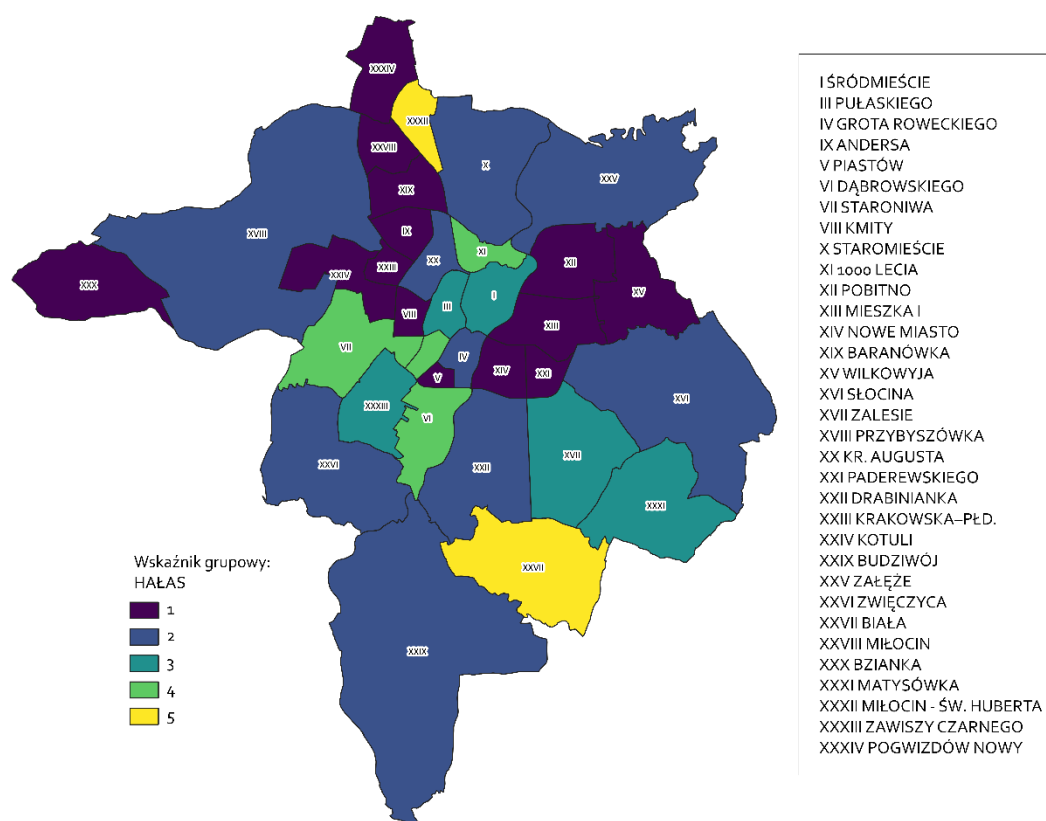 XXXIV
XXXII
XXVIII
X
XXV
XIX
IX
XVIII
XI
XX
XII
XXIII
XXIV
XXX
I
XV
III
VIII
XIII
VII
IV
XIV
XXI
V
XVI
XXXIII
VI
XVII
XXVI
XXII
XXXI
XXVII
XXIX
Wskaźnik grupowy:
HAŁAS
1
2
3
4
5
I ŚRÓDMIEŚCIE
III PUŁASKIEGO
IV GROTA ROWECKIEGO
IX ANDERSA
V PIASTÓW
VI DĄBROWSKIEGO
VII STARONIWA
VIII KMITY
X STAROMIEŚCIE
XI 1000 LECIA
XII POBITNO
XIII MIESZKA I
XIV NOWE MIASTO
XIX BARANÓWKA
XV WILKOWYJA
XVI SŁOCINA
XVII ZALESIE
XVIII PRZYBYSZÓWKA
XX KR. AUGUSTA
XXI PADEREWSKIEGO
XXII DRABINIANKA
XXIII KRAKOWSKA–PŁD.
XXIV KOTULI
XXIX BUDZIWÓJ
XXV ZAŁĘŻE
XXVI ZWIĘCZYCA
XXVII BIAŁA
XXVIII MIŁOCIN
XXX BZIANKA
XXXI MATYSÓWKA
XXXII MIŁOCIN - ŚW. HUBERTA
XXXIII ZAWISZY CZARNEGO
XXXIV POGWIZDÓW NOWY